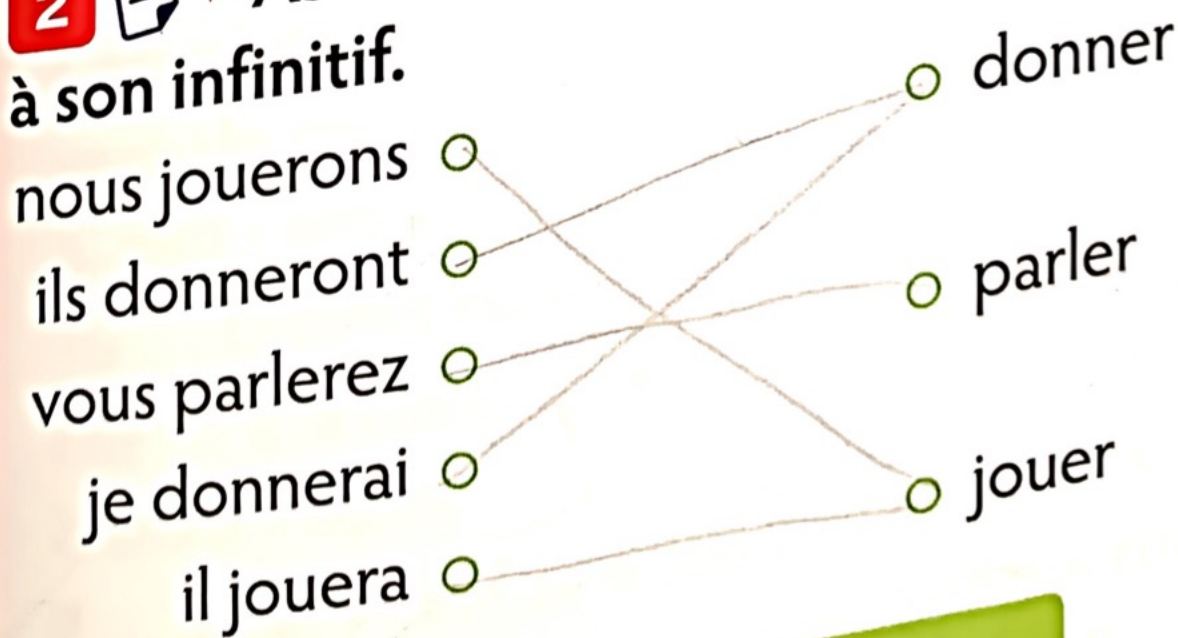 2
à son infinitif.
nous jouerons
donner
ils donneront
vous parlerez
parler
je donnerai
il jouera
jouer